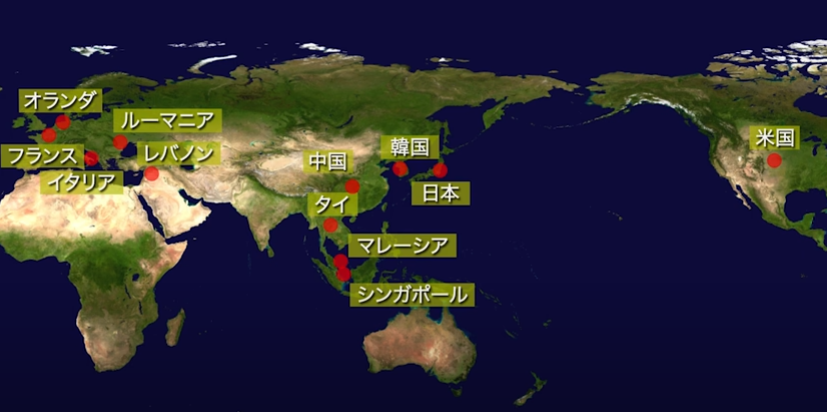 オランダ
ルーマニア
フランス
レバノン
イタリア
中国
韓国
日本
タイ
マレーシア
シンガポール
米国